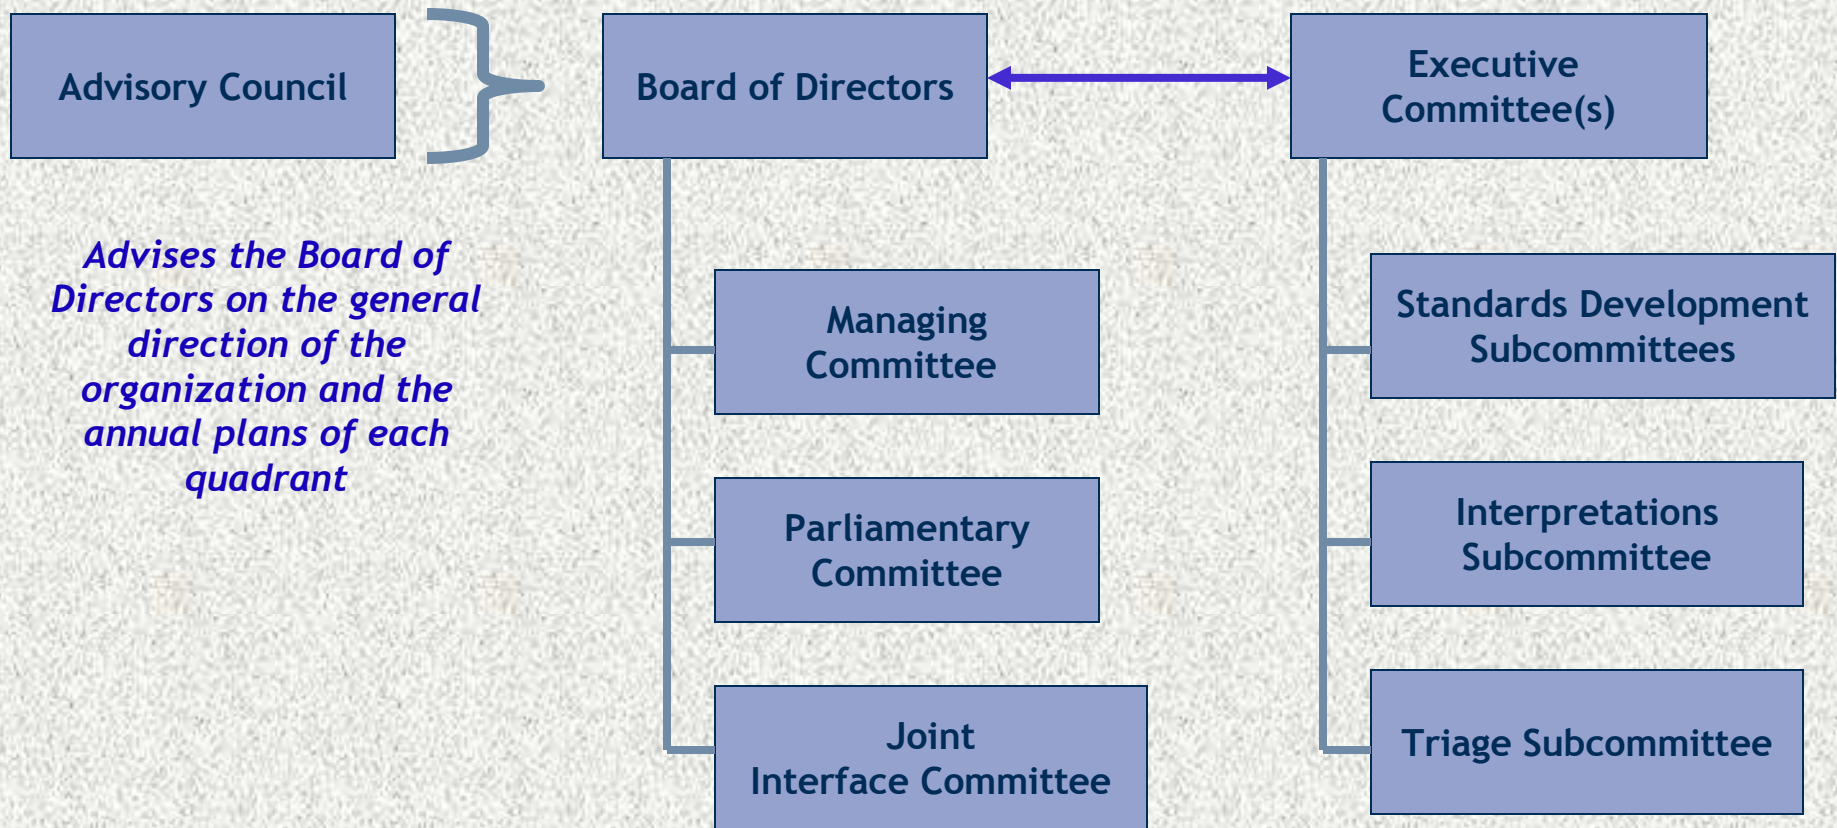 Advisory Council
Board of Directors
Executive
Committee(s)
Advises the Board of
Directors on the general
direction of the
organization and the
annual plans of each
quadrant
Managing
Committee
Parliamentary
Committee
Joint
Interface Committee
Standards Development
Subcommittees
Interpretations
Subcommittee
Triage Subcommittee